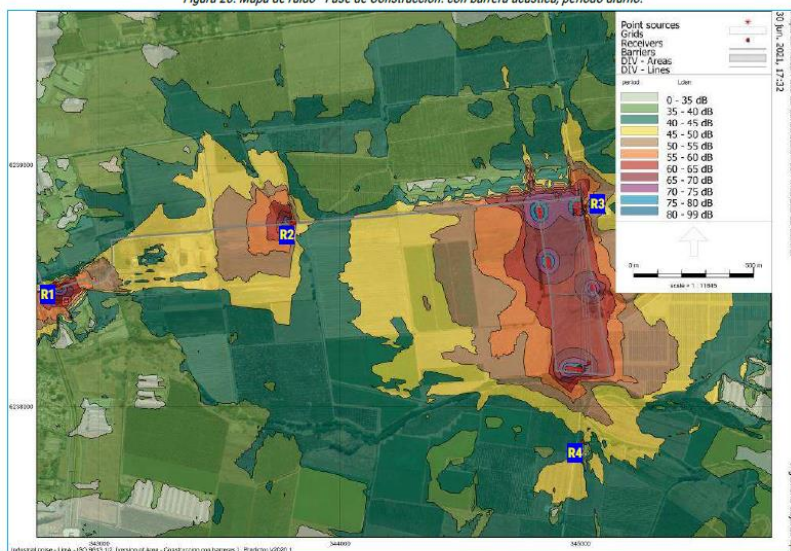 Figura 20. Mapa de ruido - Fase de Construcción. con barrera acústica, período diurno.
Point sources
Grids
Receivers
Barriers
DIV - Areas
DIV - Lines
30 jun. 2021, 17:32
period Lden
0 - 35 dB
35 - 40 dB
40 - 45 dB
45 - 50 dB
50 - 55 dB
55 - 60 dB
60 - 65 dB
65 - 70 dB
70 - 75 dB
75 - 80 dB
80 - 99 dB
0 m 500 m
R3
R2
R1
R4
343000 344000 345000